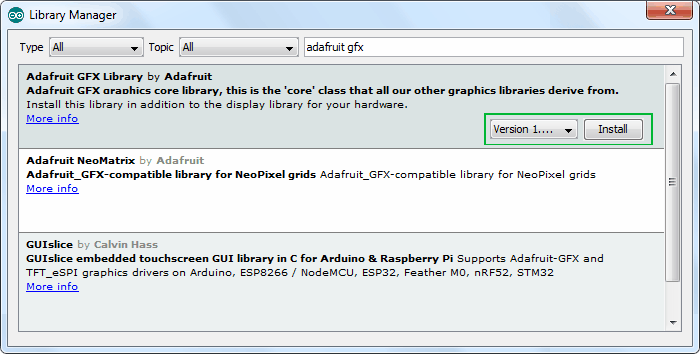 Library Manager
Type All Topic All adafruit gfx
Adafruit GFX Library by Adafruit
Adafruit GFX graphics core library, this is the 'core' class that all our other graphics libraries derive from.
Install this library in addition to the display library for your hardware.
More info
Version 1.... Install
Adafruit NeoMatrix by Adafruit
Adafruit_GFX-compatible library for NeoPixel grids Adafruit_GFX-compatible library for NeoPixel grids
More info
GUIslice by Calvin Hass
GUIslice embedded touchscreen GUI library in C for Arduino & Raspberry Pi Supports Adafruit-GFX and
TFT_eSPI graphics drivers on Arduino, ESP8266 / NodeMCU, ESP32, Feather M0, nRF52, STM32
More info